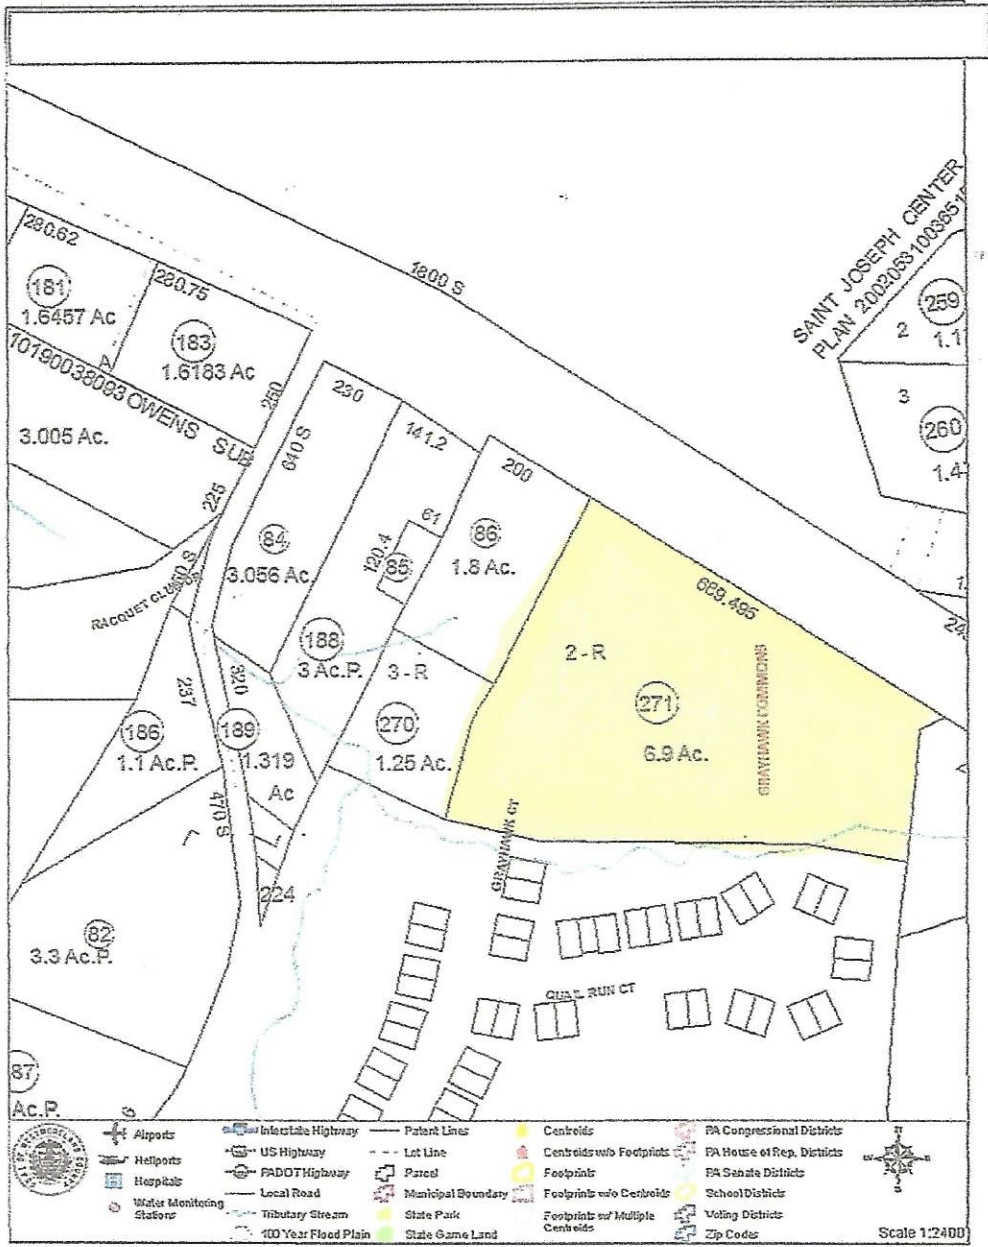 SAINT JOSEPH CENTER
PLAN 200205310036515
280.62
1800 S
181
280.75
259
1.6457 Ac
2
1.1
183
1.6183 Ac
10190038093 OWENS SUB
230
3
250
260
3.005 Ac.
141.2
640 S
1.4
200
225
61
86
84
120.4
85
1.8 Ac.
3.056 Ac.
689.495
RACQUET CLUB DR
188
2 - R
3 Ac.P.
3 - R
GRAYHAWK COMMONS
237
320
271
186
189
270
1.1 Ac.P.
1.319
Ac
1.25 Ac.
6.9 Ac.
470 S
GRAYHAWK CT
224
82
3.3 Ac.P.
QUAIL RUN CT
87
Ac.P.
Airports
Heliports
Hospitals
Water Monitoring
Stations
Interstate Highway
US Highway
PADOT Highway
Local Road
Tributary Stream
100 Year Flood Plain
Patent Lines
Lot Line
Parcel
Municipal Boundary
State Park
State Game Land
Centroids
Centroids w/o Footprints
Footprints
Footprints w/o Centroids
Footprints w/ Multiple
Centroids
PA Congressional Districts
PA House of Rep. Districts
PA Senate Districts
School Districts
Voting Districts
Zip Codes
Scale 1:2400